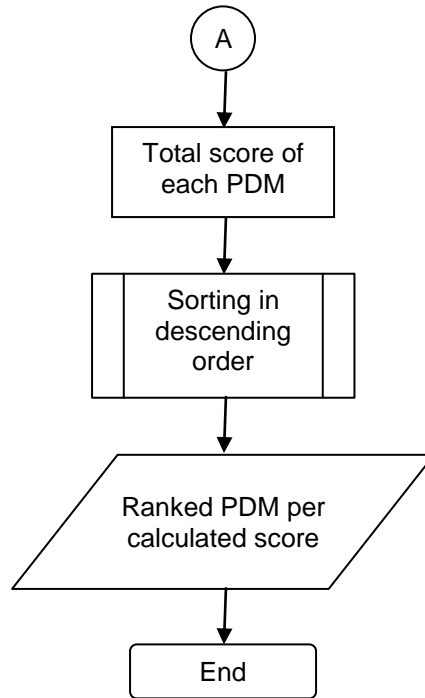 A
Total score of
each PDM
Sorting in
descending
order
Ranked PDM per
calculated score
End